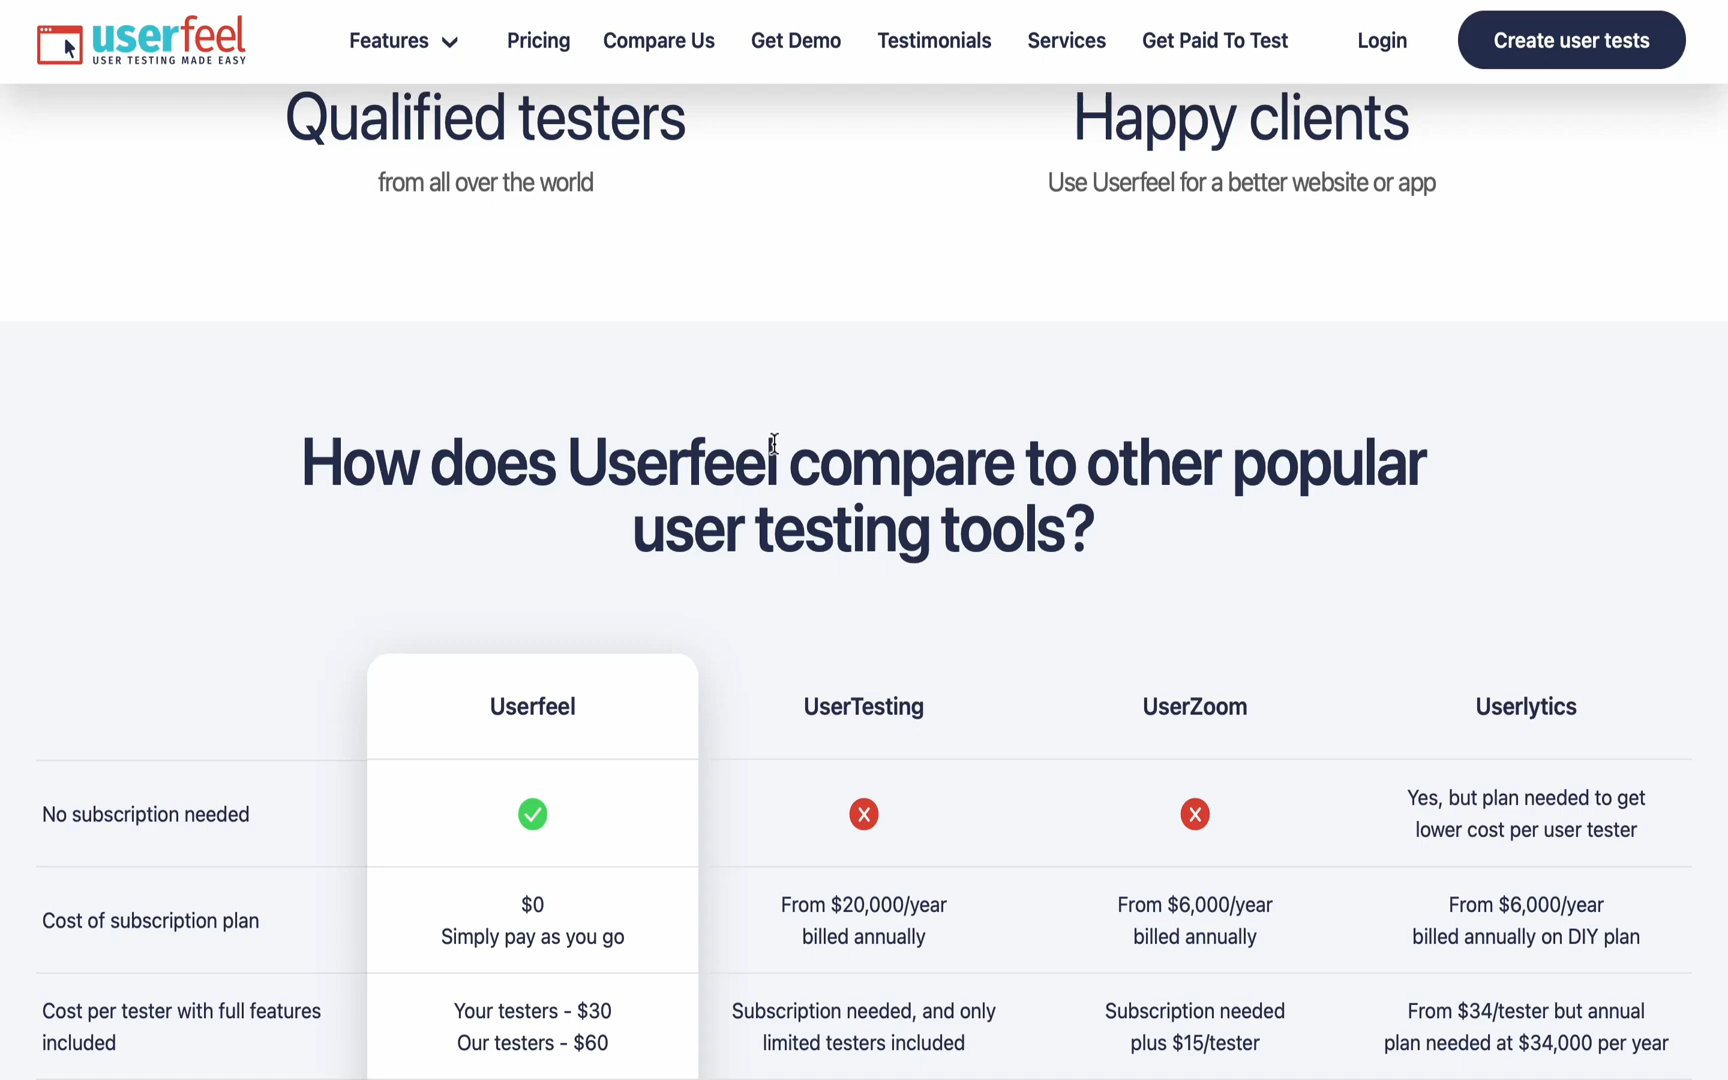 userfeel
USER TESTING MADE EASY
Features
Pricing
Compare Us
Get Demo
Testimonials
Services
Get Paid To Test
Login
Create user tests
Qualified testers
from all over the world
Happy clients
Use Userfeel for a better website or app
How does Userfeel compare to other popular
user testing tools?
Userfeel
UserTesting
UserZoom
Userlytics
No subscription needed
Yes, but plan needed to get
lower cost per user tester
Cost of subscription plan
$0
Simply pay as you go
From $20,000/year
billed annually
From $6,000/year
billed annually
From $6,000/year
billed annually on DIY plan
Cost per tester with full features
included
Your testers - $30
Our testers - $60
Subscription needed, and only
limited testers included
Subscription needed
plus $15/tester
From $34/tester but annual
plan needed at $34,000 per year